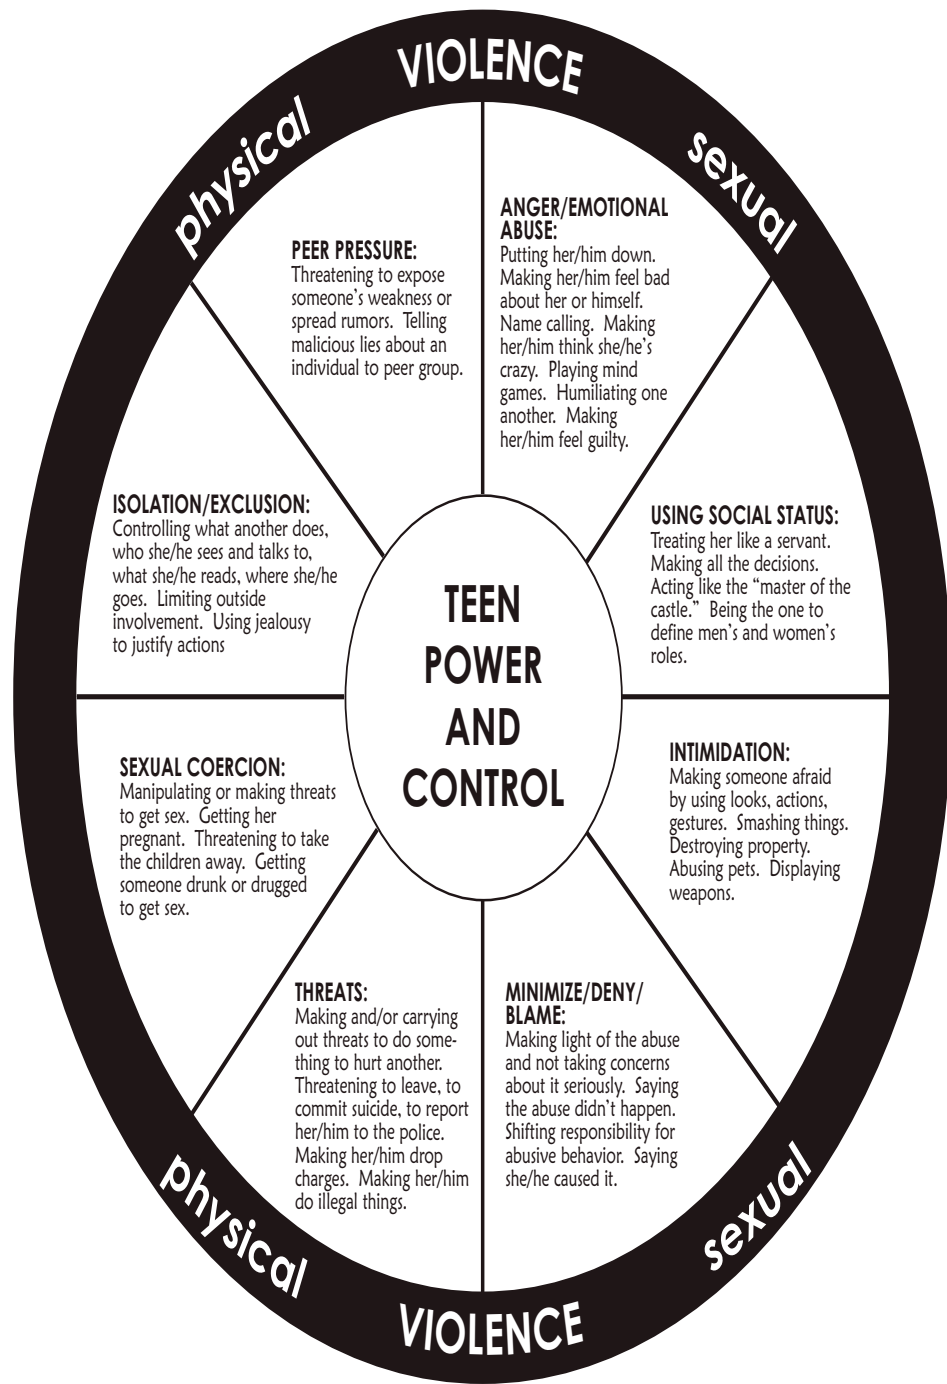 VIOLENCE
physical
sexual
PEER PRESSURE:
Threatening to expose
someone's weakness or
spread rumors.  Telling
malicious lies about an
individual to peer group.
ANGER/EMOTIONAL
ABUSE:
Putting her/him down.
Making her/him feel bad
about her or himself.
Name calling.  Making
her/him think she/he's
crazy.  Playing mind
games.  Humiliating one
another.  Making
her/him feel guilty.
ISOLATION/EXCLUSION:
Controlling what another does,
who she/he sees and talks to,
what she/he reads, where she/he
goes.  Limiting outside
involvement.  Using jealousy
to justify actions
USING SOCIAL STATUS:
Treating her like a servant.
Making all the decisions.
Acting like the "master of the
castle."  Being the one to
define men's and women's
roles.
TEEN
POWER
AND
CONTROL
SEXUAL COERCION:
Manipulating or making threats
to get sex.  Getting her
pregnant.  Threatening to take
the children away.  Getting
someone drunk or drugged
to get sex.
INTIMIDATION:
Making someone afraid
by using looks, actions,
gestures.  Smashing things.
Destroying property.
Abusing pets.  Displaying
weapons.
THREATS:
Making and/or carrying
out threats to do some-
thing to hurt another.
Threatening to leave, to
commit suicide, to report
her/him to the police.
Making her/him drop
charges.  Making her/him
do illegal things.
MINIMIZE/DENY/
BLAME:
Making light of the abuse
and not taking concerns
about it seriously.  Saying
the abuse didn't happen.
Shifting responsibility for
abusive behavior.  Saying
she/he caused it.
physical
sexual
VIOLENCE